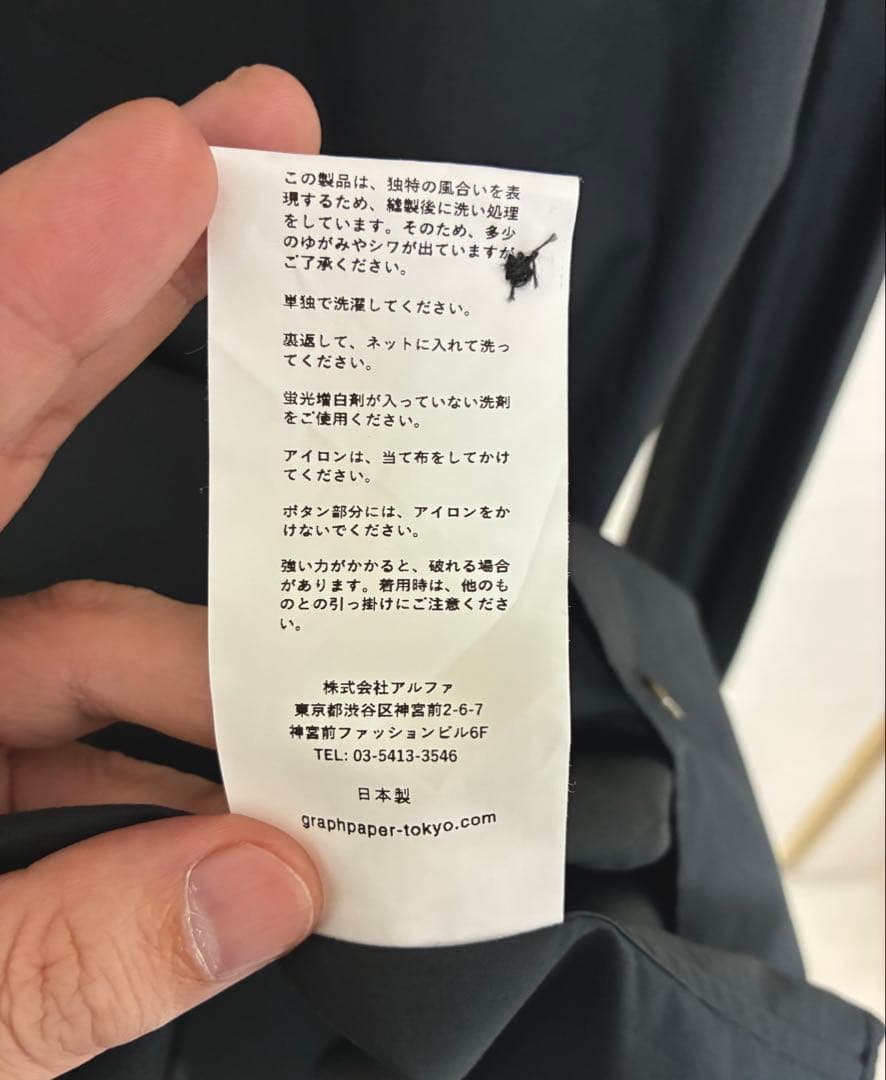 この製品は、独特の風合いを表
現するため、縫製後に洗い処理
をしています。そのため、多少
のゆがみやシワが出ていますが
ご了承ください。
単独で洗濯してください。
裏返して、ネットに入れて洗っ
てください。
蛍光増白剤が入っていない洗剤
をご使用ください。
アイロンは、当て布をしてかけ
てください。
ボタン部分には、アイロンをか
けないでください。
強い力がかかると、破れる場合
があります。着用時は、他のも
のとの引っ掛けにご注意くださ
い。
株式会社アルファ
東京都渋谷区神宮前2-6-7
神宮前ファッションビル6F
TEL: 03-5413-3546
日本製
graphpaper-tokyo.com